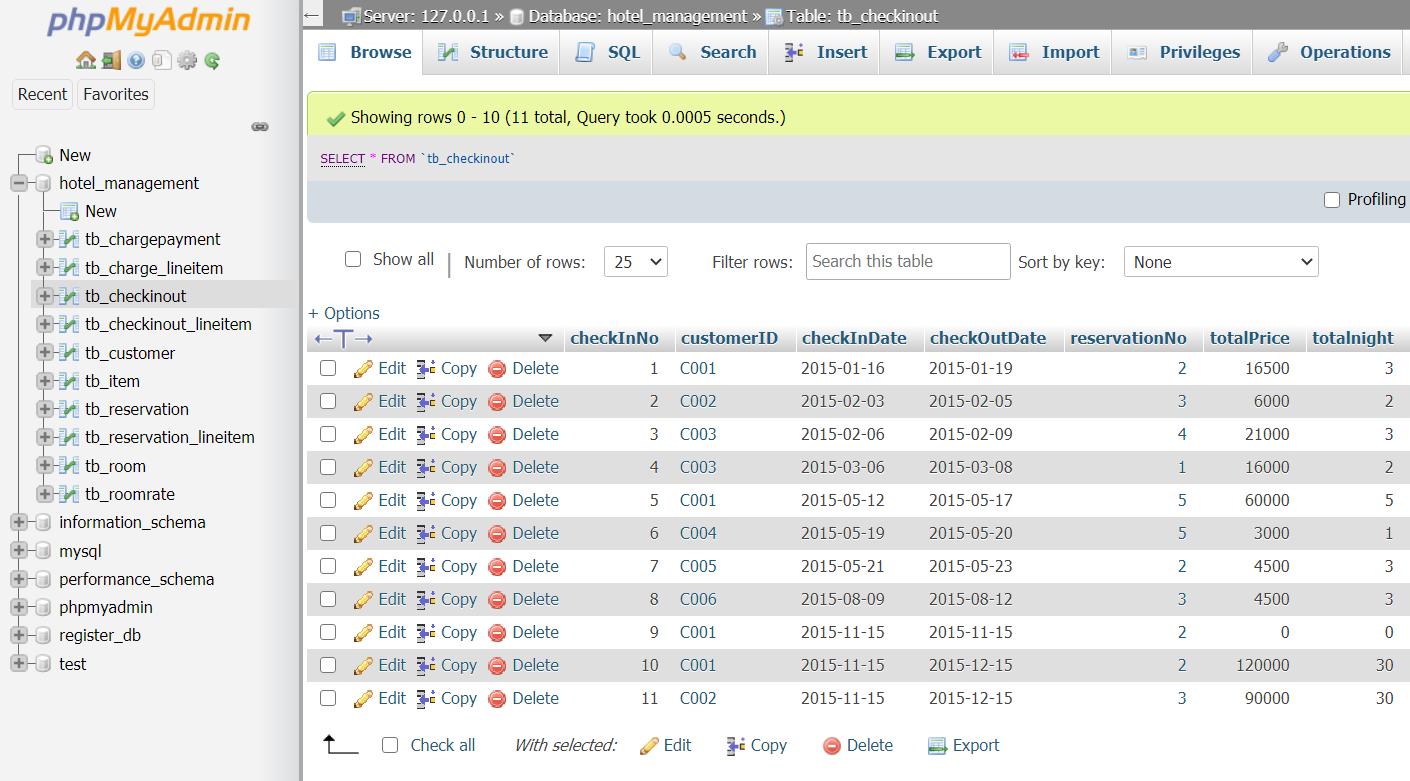 phpMyAdmin
Recent Favorites
New
hotel_management
New
tb_chargepayment
tb_charge_lineitem
tb_checkinout
tb_checkinout_lineitem
tb_customer
tb_item
tb_reservation
tb_reservation_lineitem
tb_room
tb_roomrate
information_schema
mysql
performance_schema
phpmyadmin
register_db
test
Server: 127.0.0.1 » Database: hotel_management » Table: tb_checkinout
Browse Structure SQL Search Insert Export Import Privileges Operations
Showing rows 0 - 10 (11 total, Query took 0.0005 seconds.)
SELECT * FROM `tb_checkinout`
Profiling
Show all | Number of rows: 25 Filter rows: Search this table Sort by key: None
+ Options
←T→ checkInNo customerID checkInDate checkOutDate reservationNo totalPrice totalnight
Edit Copy Delete 1 C001 2015-01-16 2015-01-19 2 16500 3
Edit Copy Delete 2 C002 2015-02-03 2015-02-05 3 6000 2
Edit Copy Delete 3 C003 2015-02-06 2015-02-09 4 21000 3
Edit Copy Delete 4 C003 2015-03-06 2015-03-08 1 16000 2
Edit Copy Delete 5 C001 2015-05-12 2015-05-17 5 60000 5
Edit Copy Delete 6 C004 2015-05-19 2015-05-20 5 3000 1
Edit Copy Delete 7 C005 2015-05-21 2015-05-23 2 4500 3
Edit Copy Delete 8 C006 2015-08-09 2015-08-12 3 4500 3
Edit Copy Delete 9 C001 2015-11-15 2015-11-15 2 0 0
Edit Copy Delete 10 C001 2015-11-15 2015-12-15 2 120000 30
Edit Copy Delete 11 C002 2015-11-15 2015-12-15 3 90000 30
Check all With selected: Edit Copy Delete Export